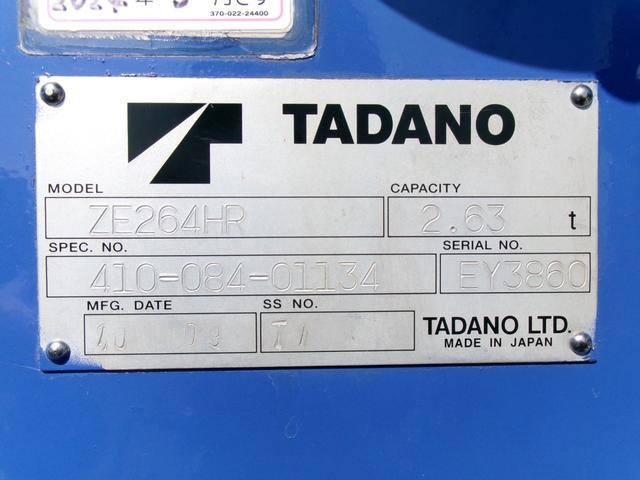 370-022-24400
TADANO
MODEL
CAPACITY
ZE264HR
2.63 t
SPEC. NO.
SERIAL NO.
410-084-01134
EY3860
MFG. DATE
SS NO.
TADANO LTD.
MADE IN JAPAN